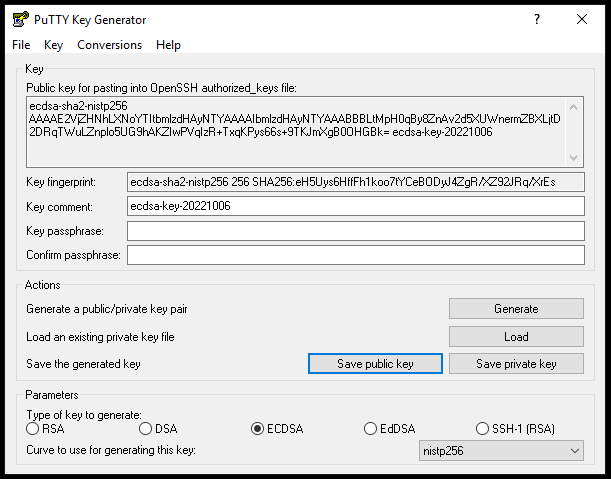 PuTTY Key Generator
?
File Key Conversions Help
Key
Public key for pasting into OpenSSH authorized_keys file:
ecdsa-sha2-nistp256
AAAAE2VjZHNhLXNoYTItbmlzdHAyNTYAAAAIbmlzdHAyNTYAAABBBLtMpH0qBy8ZnAv2d5XUWnermZBXLjtD
2DRqTWuLZnplo5UG9hAKZIwPVqlzR+TxqKPys66s+9TKJmXgB0OHGBk= ecdsa-key-20221006
Key fingerprint: ecdsa-sha2-nistp256 256 SHA256:eH5Uys6HffFh1koo7tYCeBODyJ4ZgR/XZ92JRq/XrEs
Key comment: ecdsa-key-20221006
Key passphrase:
Confirm passphrase:
Actions
Generate a public/private key pair Generate
Load an existing private key file Load
Save the generated key Save public key Save private key
Parameters
Type of key to generate:
RSA DSA ECDSA EdDSA SSH-1 (RSA)
Curve to use for generating this key: nistp256